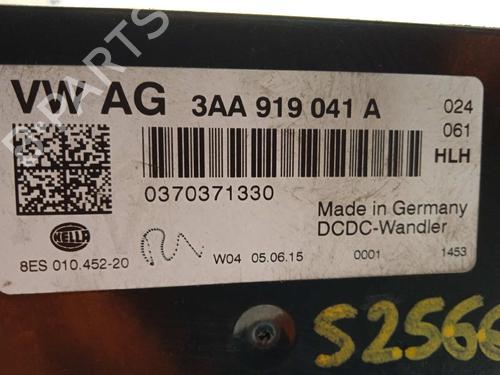 VW AG 3AA 919 041 A 024
061
HLH
0370371330
Made in Germany
DCDC-Wandler
HELLA
8ES 010.452-20 W04 05.06.15 0001 1453
B-PARTS